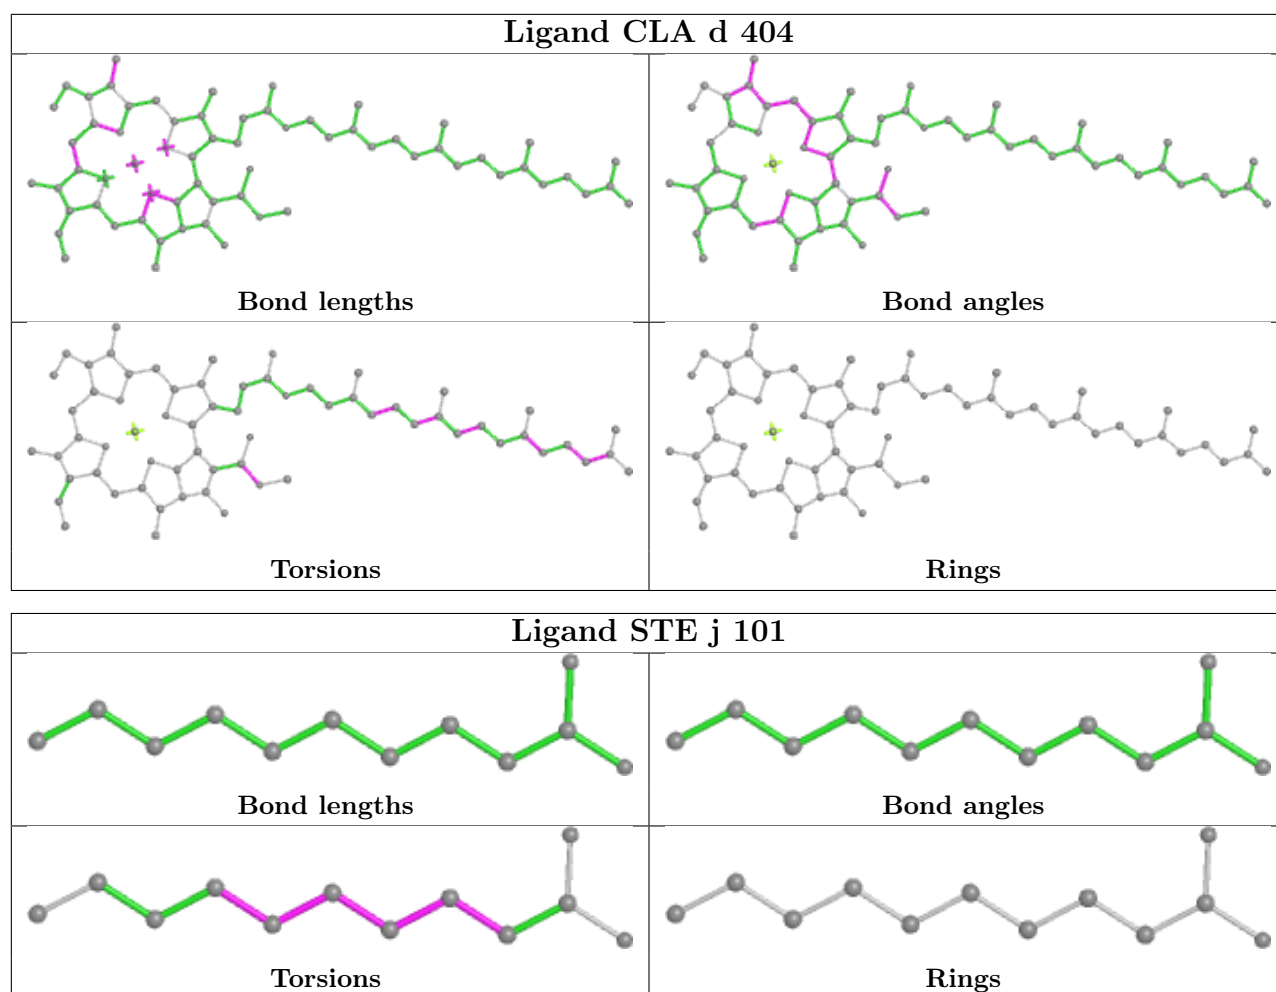 Ligand CLA d 404
Bond lengths
Bond angles
Torsions
Rings
Ligand STE j 101
Bond lengths
Bond angles
Torsions
Rings